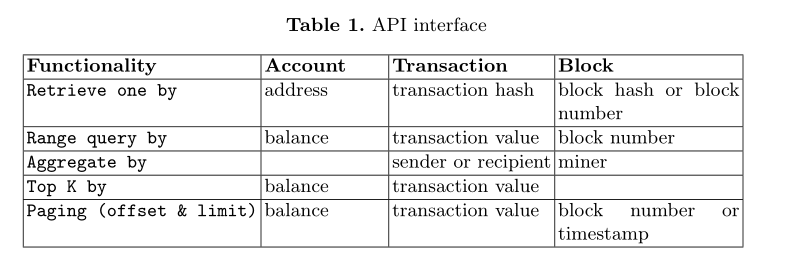 Table 1. API interface
Functionality Account Transaction Block
Retrieve one by address transaction hash block hash or block
number
Range query by balance transaction value block number
Aggregate by sender or recipient miner
Top K by balance transaction value
Paging (offset & limit) balance transaction value block number or
timestamp